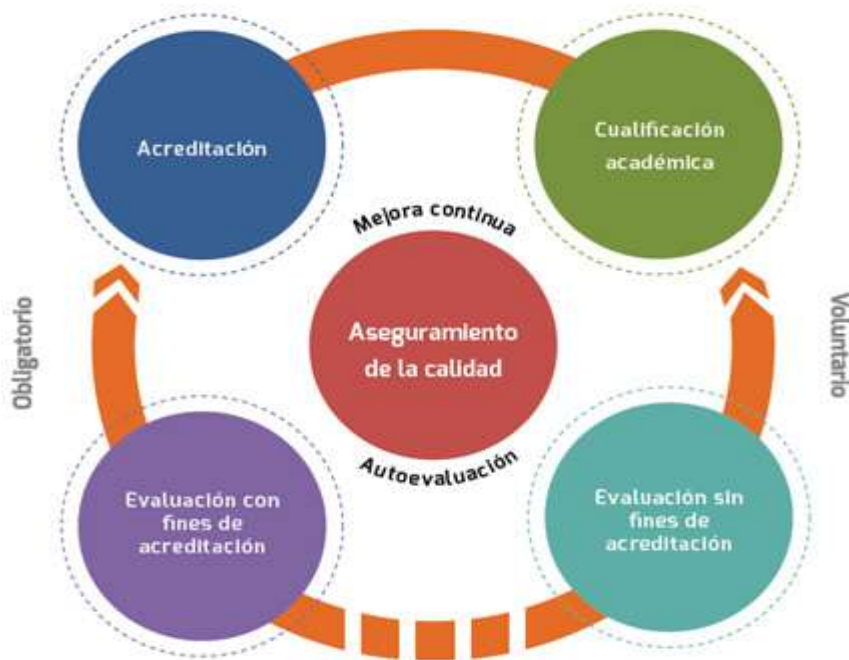 Acreditación
Cualificación
académica
Mejora continua
Aseguramiento
de la calidad
Autoevaluación
Obligatorio
Voluntario
Evaluación con
fines de
acreditación
Evaluación sin
fines de
acreditación